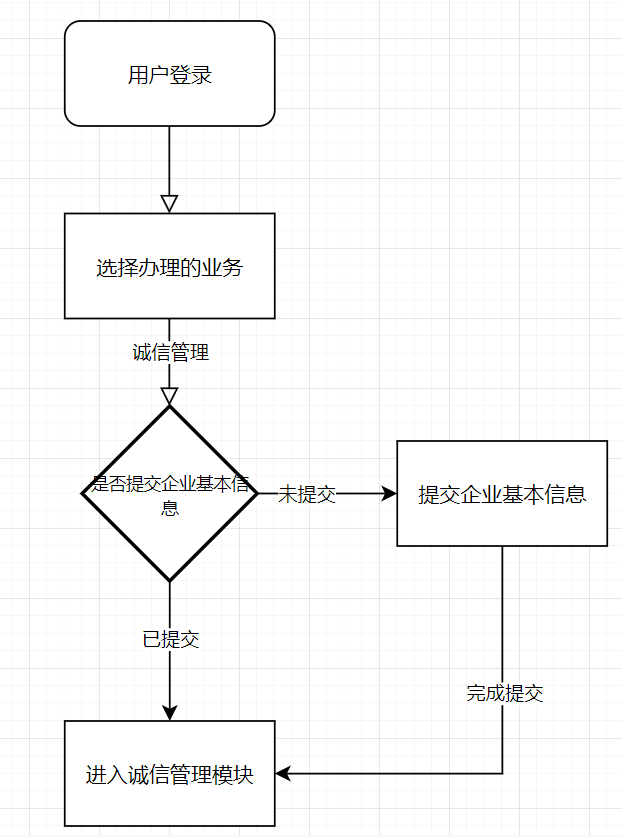 用户登录
选择办理的业务
诚信管理
是否提交企业基本信
息
未提交
提交企业基本信息
已提交
完成提交
进入诚信管理模块